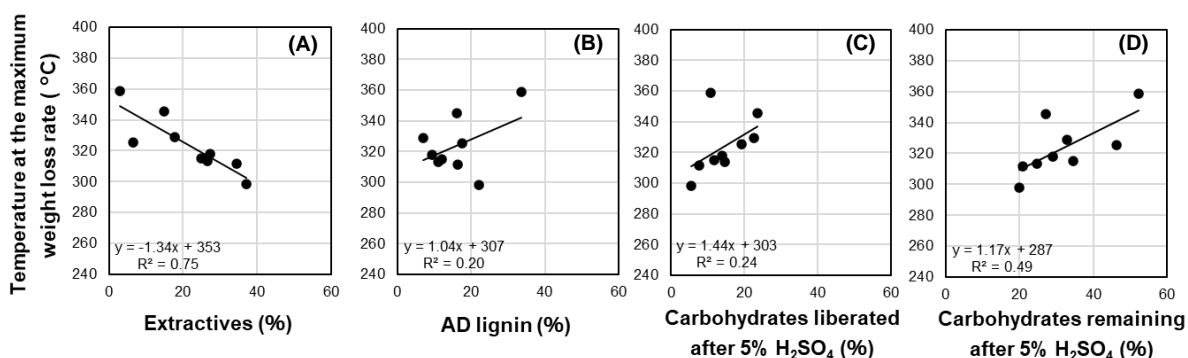 Temperature at the maximum
weight loss rate ( °C)
400
380
360
340
320
300
280
260
240
(A)
y = -1.34x + 353
R² = 0.75
0
20
40
60
Extractives (%)
400
380
360
340
320
300
280
260
240
(B)
y = 1.04x + 307
R² = 0.20
0
20
40
60
AD lignin (%)
400
380
360
340
320
300
280
260
240
(C)
y = 1.44x + 303
R² = 0.24
0
20
40
60
Carbohydrates liberated
after 5% H₂SO₄ (%)
400
380
360
340
320
300
280
260
240
(D)
y = 1.17x + 287
R² = 0.49
0
20
40
60
Carbohydrates remaining
after 5% H₂SO₄ (%)